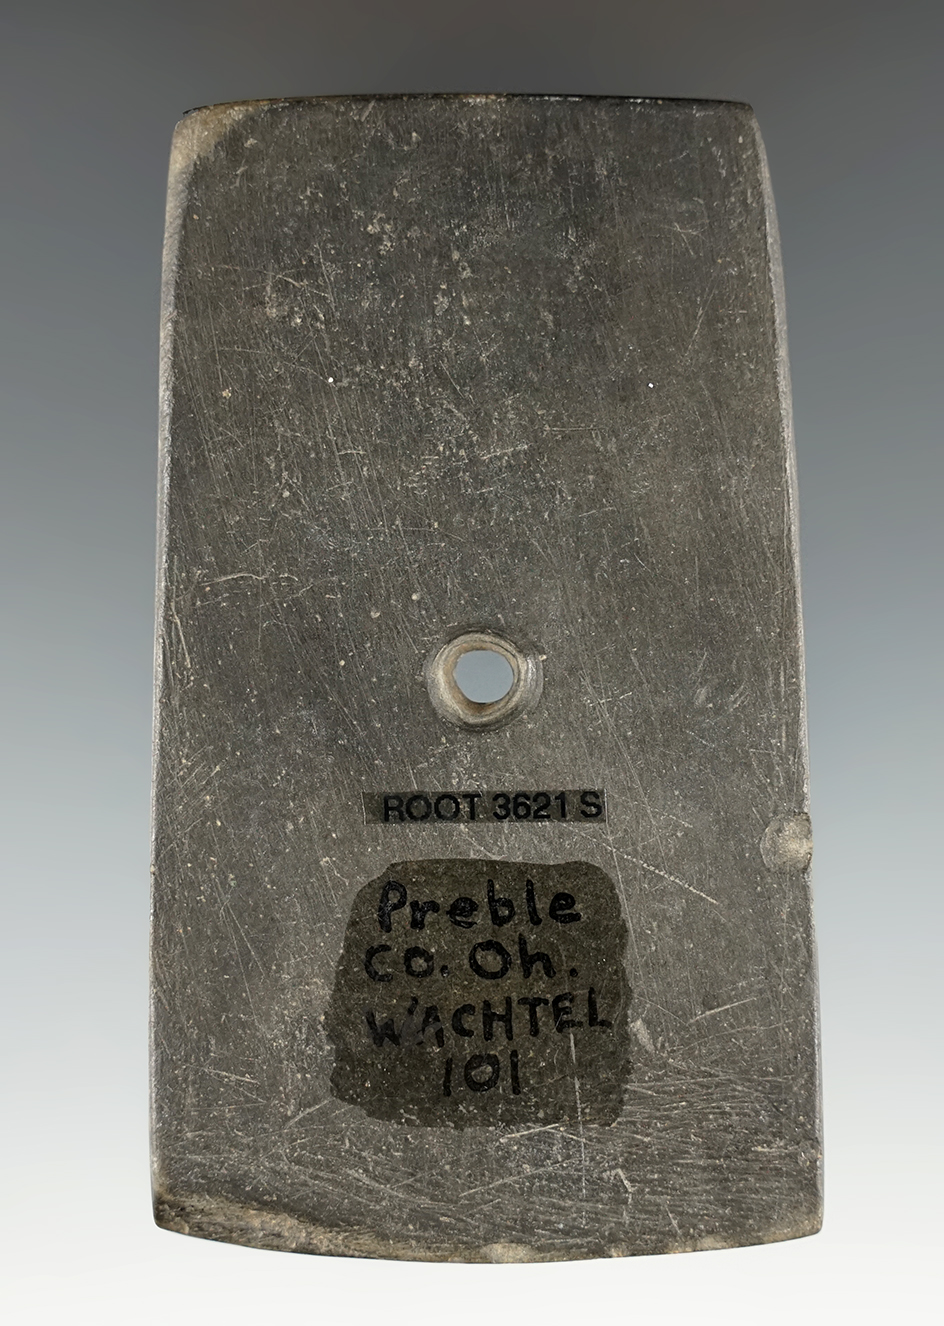 ROOT 3621 S
Preble
Co. Oh.
WACHTEL
101